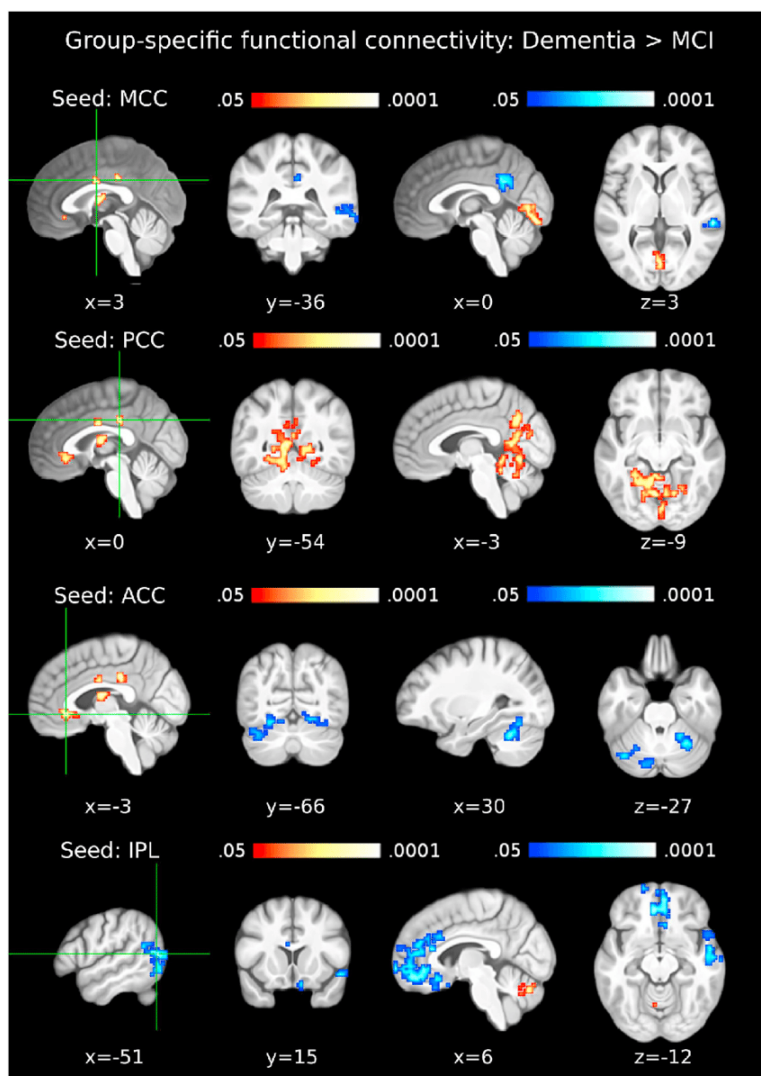 Group-specific functional connectivity: Dementia > MCI
Seed: MCC .05 .0001 .05 .0001
x=3 y=-36 x=0 z=3
Seed: PCC .05 .0001 .05 .0001
x=0 y=-54 x=-3 z=-9
Seed: ACC .05 .0001 .05 .0001
x=-3 y=-66 x=30 z=-27
Seed: IPL .05 .0001 .05 .0001
x=-51 y=15 x=6 z=-12